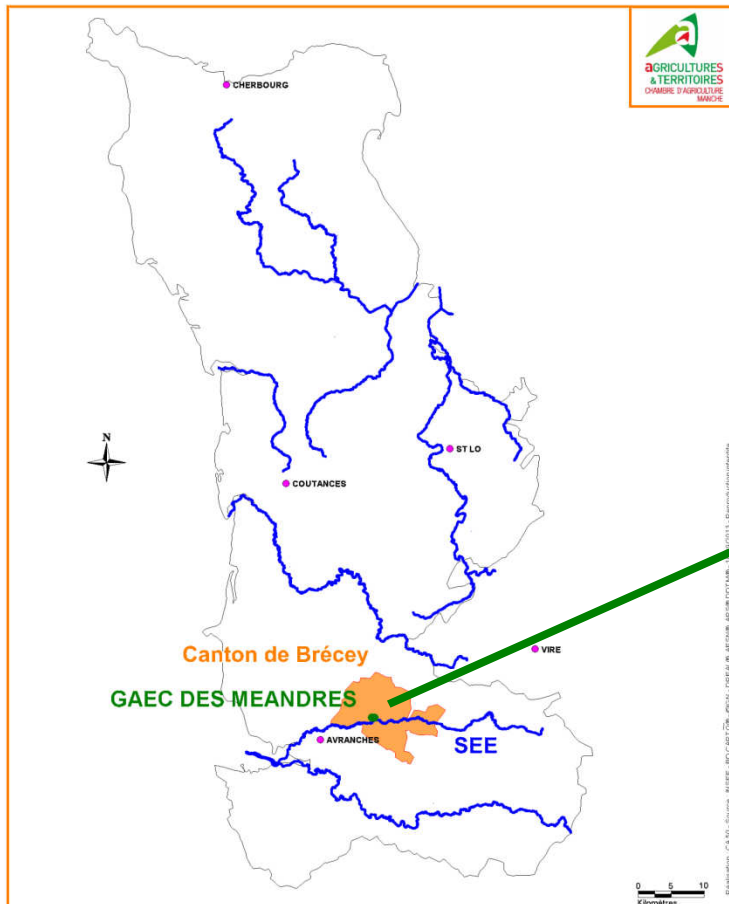 AGRICULTURES
& TERRITOIRES
CHAMBRE D'AGRICULTURE
MANCHE
CHERBOURG
N
ST LO
COUTANCES
VIRE
Canton de Brécey
GAEC DES MEANDRES
AVRANCHES
SEE
0 5 10
Kilomètres